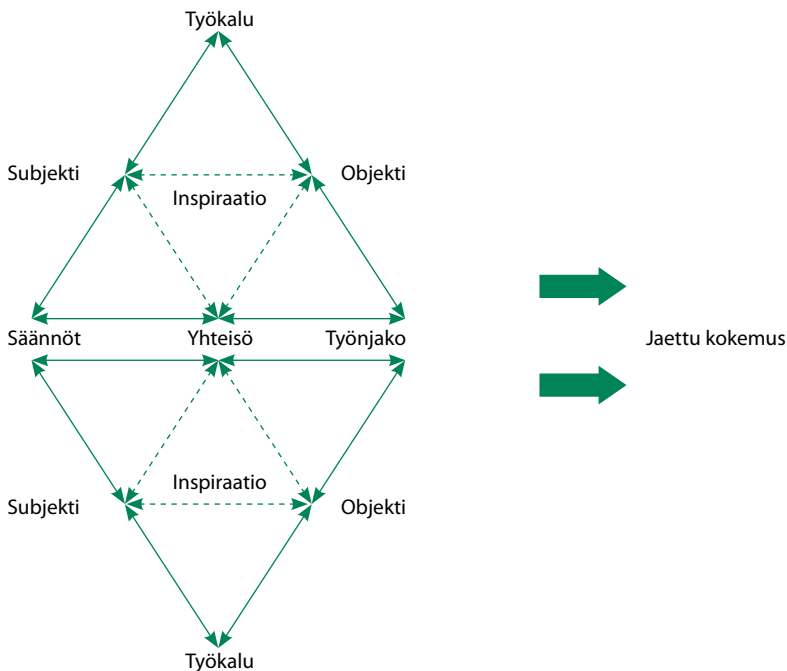 Työkalu
Subjekti
Objekti
Inspiraatio
Säännöt
Yhteisö
Työnjako
Jaettu kokemus
Inspiraatio
Subjekti
Objekti
Työkalu